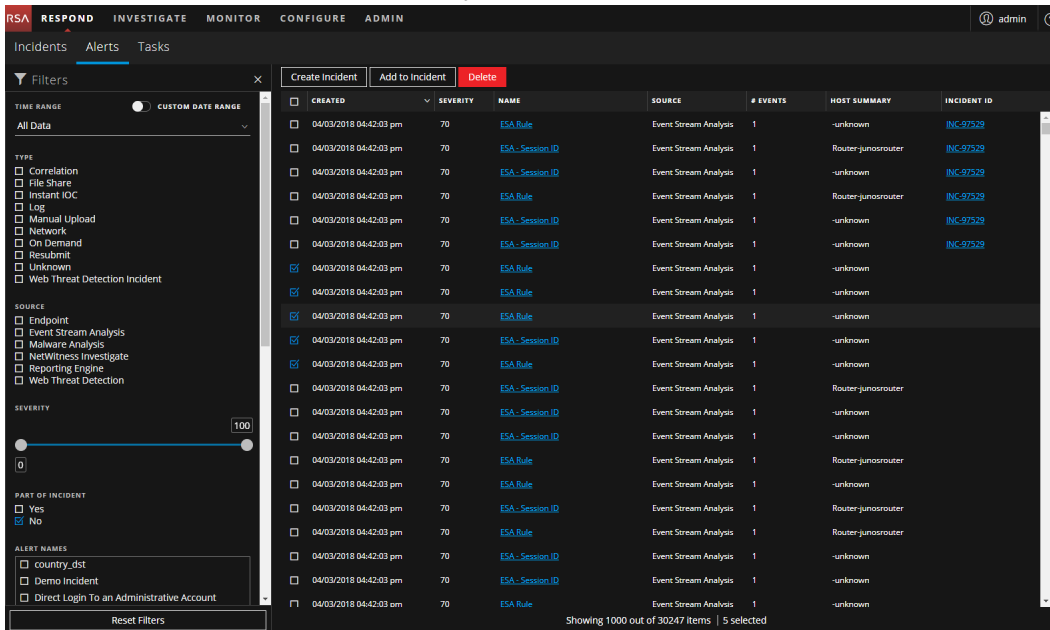 RSA RESPOND INVESTIGATE MONITOR CONFIGURE ADMIN admin
Incidents Alerts Tasks
Filters
TIME RANGE CUSTOM DATE RANGE
All Data
TYPE
Correlation
File Share
Instant IOC
Log
Manual Upload
Network
On Demand
Resubmit
Unknown
Web Threat Detection Incident
SOURCE
Endpoint
Event Stream Analysis
Malware Analysis
NetWitness Investigate
Reporting Engine
Web Threat Detection
SEVERITY
100
0
PART OF INCIDENT
Yes
No
ALERT NAMES
country_dst
Demo Incident
Direct Login To an Administrative Account
Reset Filters
Create Incident Add to Incident Delete
CREATED SEVERITY NAME SOURCE # EVENTS HOST SUMMARY INCIDENT ID
04/03/2018 04:42:03 pm 70 ESA Rule Event Stream Analysis 1 -unknown INC-97529
04/03/2018 04:42:03 pm 70 ESA - Session ID Event Stream Analysis 1 Router-junosrouter INC-97529
04/03/2018 04:42:03 pm 70 ESA - Session ID Event Stream Analysis 1 -unknown INC-97529
04/03/2018 04:42:03 pm 70 ESA Rule Event Stream Analysis 1 Router-junosrouter INC-97529
04/03/2018 04:42:03 pm 70 ESA - Session ID Event Stream Analysis 1 -unknown INC-97529
04/03/2018 04:42:03 pm 70 ESA - Session ID Event Stream Analysis 1 -unknown INC-97529
04/03/2018 04:42:03 pm 70 ESA Rule Event Stream Analysis 1 -unknown
04/03/2018 04:42:03 pm 70 ESA Rule Event Stream Analysis 1 -unknown
04/03/2018 04:42:03 pm 70 ESA Rule Event Stream Analysis 1 -unknown
04/03/2018 04:42:03 pm 70 ESA - Session ID Event Stream Analysis 1 -unknown
04/03/2018 04:42:03 pm 70 ESA Rule Event Stream Analysis 1 -unknown
04/03/2018 04:42:03 pm 70 ESA - Session ID Event Stream Analysis 1 Router-junosrouter
04/03/2018 04:42:03 pm 70 ESA - Session ID Event Stream Analysis 1 -unknown
04/03/2018 04:42:03 pm 70 ESA - Session ID Event Stream Analysis 1 -unknown
04/03/2018 04:42:03 pm 70 ESA Rule Event Stream Analysis 1 Router-junosrouter
04/03/2018 04:42:03 pm 70 ESA Rule Event Stream Analysis 1 -unknown
04/03/2018 04:42:03 pm 70 ESA - Session ID Event Stream Analysis 1 Router-junosrouter
04/03/2018 04:42:03 pm 70 ESA Rule Event Stream Analysis 1 Router-junosrouter
04/03/2018 04:42:03 pm 70 ESA - Session ID Event Stream Analysis 1 -unknown
04/03/2018 04:42:03 pm 70 ESA - Session ID Event Stream Analysis 1 -unknown
04/03/2018 04:42:03 pm 70 ESA Rule Event Stream Analysis 1 -unknown
Showing 1000 out of 30247 items | 5 selected